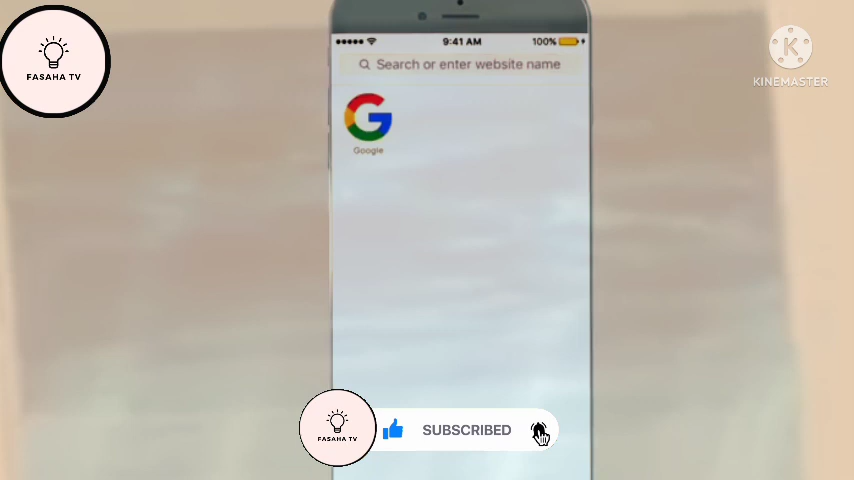 FASAHA TV
KINEMASTER
9:41 AM
100%
Search or enter website name
Google
FASAHA TV
SUBSCRIBED